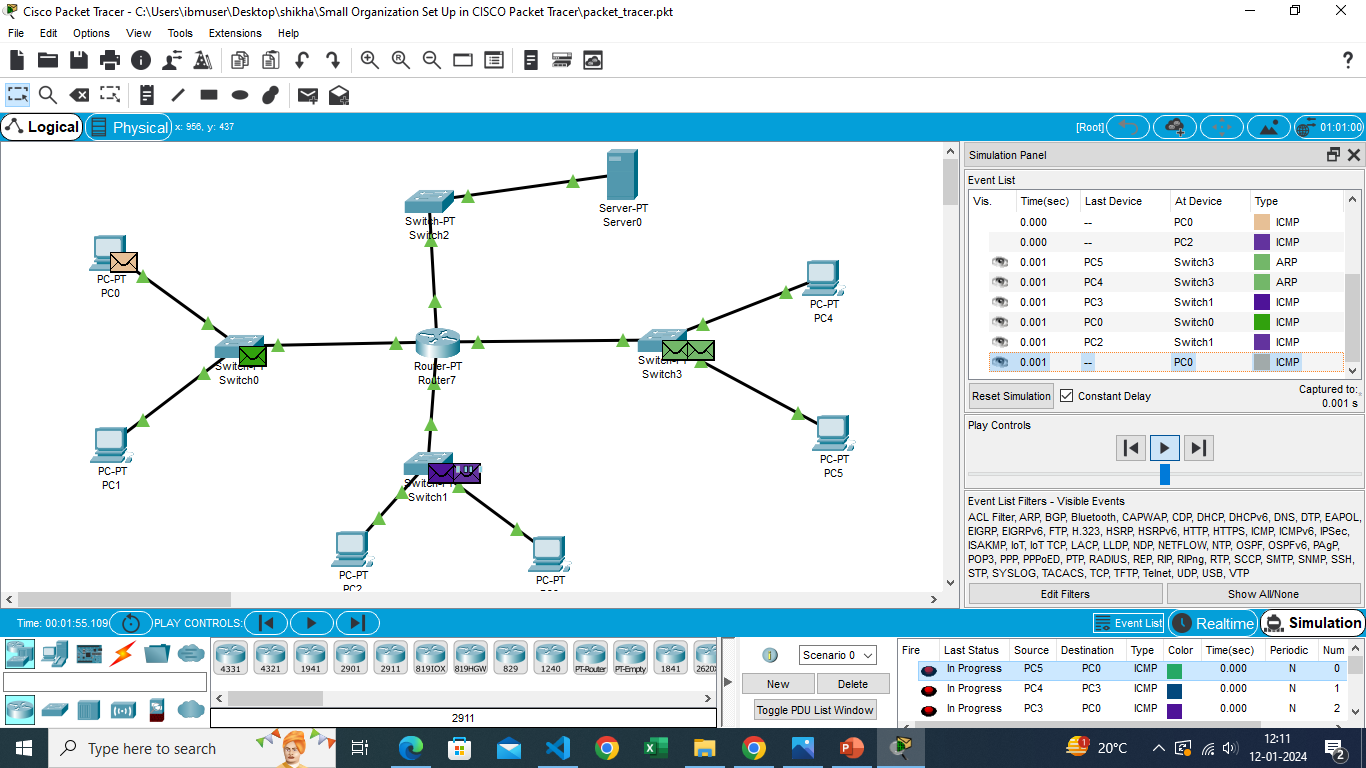 Cisco Packet Tracer - C:\Users\ibmuser\Desktop\shikha\Small Organization Set Up in CISCO Packet Tracer\packet_tracer.pkt
File Edit Options View Tools Extensions Help
Logical Physical x: 956, y: 437 [Root] 01:01:00
Server-PT
Server0
Switch-PT
Switch2
PC-PT
PC0
PC-PT
PC4
Router-PT
Router7
Switch0
Switch3
PC-PT
PC1
PC-PT
PC5
Switch1
PC-PT
PC2
PC-PT
Simulation Panel
Event List
Vis. Time(sec) Last Device At Device Type
0.000 -- PC0 ICMP
0.000 -- PC2 ICMP
0.001 PC5 Switch3 ARP
0.001 PC4 Switch3 ARP
0.001 PC3 Switch1 ICMP
0.001 PC0 Switch0 ICMP
0.001 PC2 Switch1 ICMP
0.001 -- PC0 ICMP
Reset Simulation Constant Delay Captured to:
0.001 s
Play Controls
Event List Filters - Visible Events
ACL Filter, ARP, BGP, Bluetooth, CAPWAP, CDP, DHCP, DHCPv6, DNS, DTP, EAPOL,
EIGRP, EIGRPv6, FTP, H.323, HSRP, HSRPv6, HTTP, HTTPS, ICMP, ICMPv6, IPSec,
ISAKMP, IoT, IoT TCP, LACP, LLDP, NDP, NETFLOW, NTP, OSPF, OSPFv6, PAgP,
POP3, PPP, PPPoED, PTP, RADIUS, REP, RIP, RIPng, RTP, SCCP, SMTP, SNMP, SSH,
STP, SYSLOG, TACACS, TCP, TFTP, Telnet, UDP, USB, VTP
Edit Filters Show All/None
Time: 00:01:55.109 PLAY CONTROLS: Event List Realtime Simulation
4331 4321 1941 2901 2911 819IOX 819HGW 829 1240 PT-Router PT-Empty 1841 2620X
2911
Scenario 0
New Delete
Toggle PDU List Window
Fire Last Status Source Destination Type Color Time(sec) Periodic Num
In Progress PC5 PC0 ICMP 0.000 N 0
In Progress PC4 PC3 ICMP 0.000 N 1
In Progress PC3 PC0 ICMP 0.000 N 2
Type here to search
1
20°C
12:11
12-01-2024
2